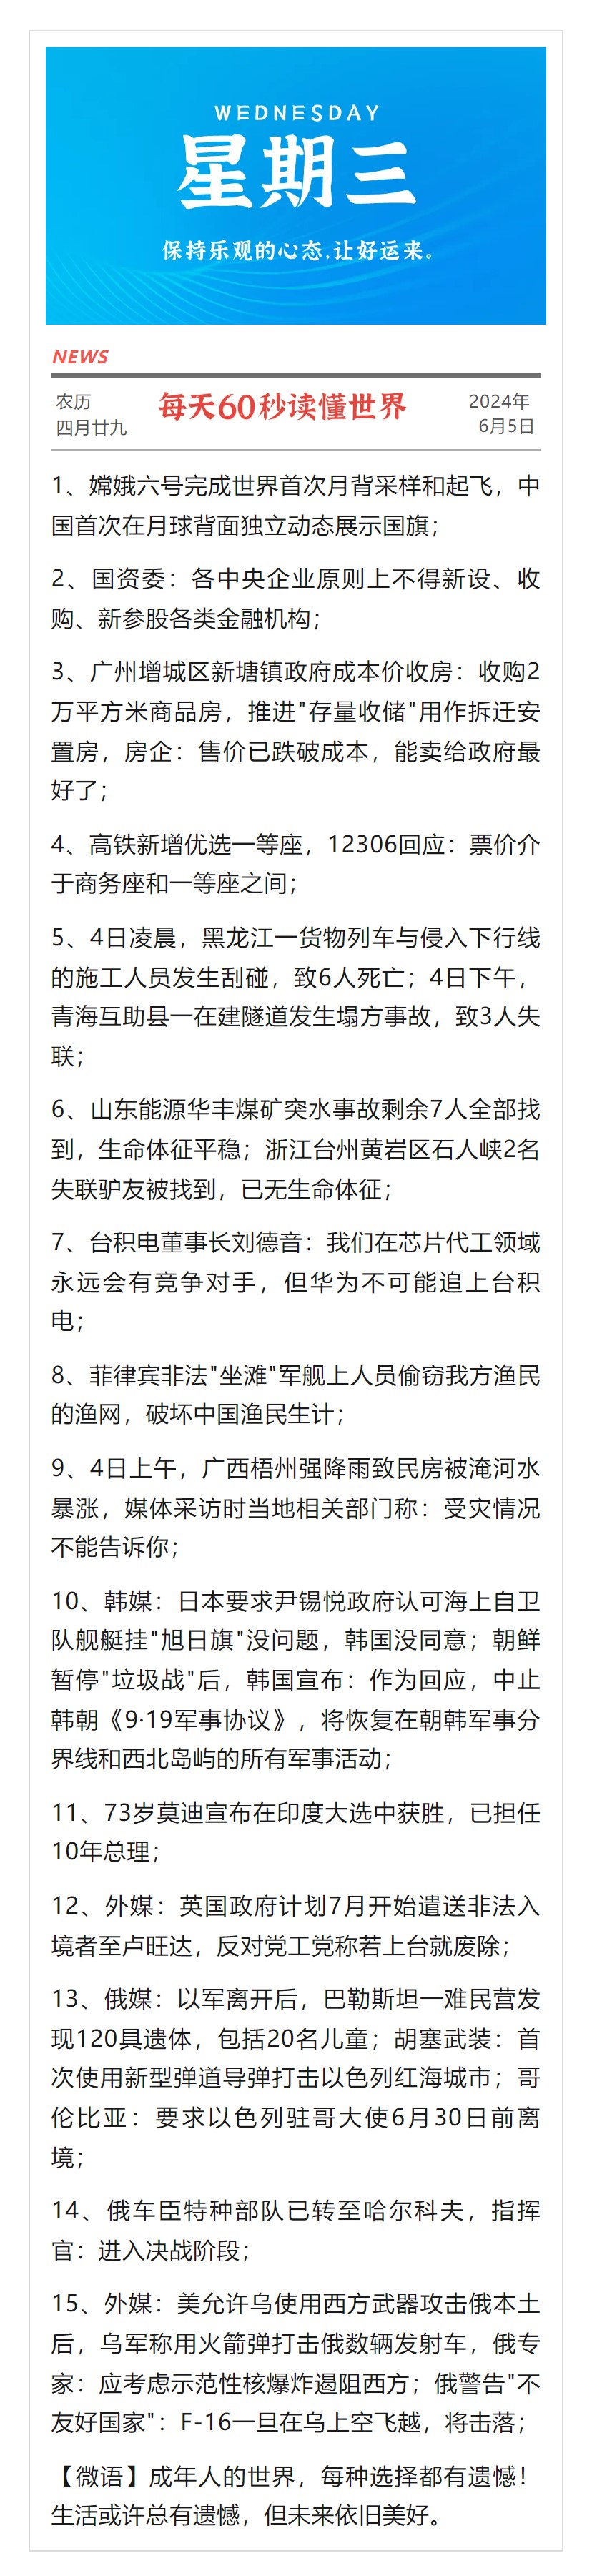 WEDNESDAY
星期三
保持乐观的心态,让好运来。
NEWS
农历
四月廿九
每天60秒读懂世界
2024年
6月5日
1、嫦娥六号完成世界首次月背采样和起飞，中
国首次在月球背面独立动态展示国旗；
2、国资委：各中央企业原则上不得新设、收
购、新参股各类金融机构；
3、广州增城区新塘镇政府成本价收房：收购2
万平方米商品房，推进"存量收储"用作拆迁安
置房，房企：售价已跌破成本，能卖给政府最
好了；
4、高铁新增优选一等座，12306回应：票价介
于商务座和一等座之间；
5、4日凌晨，黑龙江一货物列车与侵入下行线
的施工人员发生刮碰，致6人死亡；4日下午，
青海互助县一在建隧道发生塌方事故，致3人失
联；
6、山东能源华丰煤矿突水事故剩余7人全部找
到，生命体征平稳；浙江台州黄岩区石人峡2名
失联驴友被找到，已无生命体征；
7、台积电董事长刘德音：我们在芯片代工领域
永远会有竞争对手，但华为不可能追上台积
电；
8、菲律宾非法"坐滩"军舰上人员偷窃我方渔民
的渔网，破坏中国渔民生计；
9、4日上午，广西梧州强降雨致民房被淹河水
暴涨，媒体采访时当地相关部门称：受灾情况
不能告诉你；
10、韩媒：日本要求尹锡悦政府认可海上自卫
队舰艇挂"旭日旗"没问题，韩国没同意；朝鲜
暂停"垃圾战"后，韩国宣布：作为回应，中止
韩朝《9·19军事协议》，将恢复在朝韩军事分
界线和西北岛屿的所有军事活动；
11、73岁莫迪宣布在印度大选中获胜，已担任
10年总理；
12、外媒：英国政府计划7月开始遣送非法入
境者至卢旺达，反对党工党称若上台就废除；
13、俄媒：以军离开后，巴勒斯坦一难民营发
现120具遗体，包括20名儿童；胡塞武装：首
次使用新型弹道导弹打击以色列红海城市；哥
伦比亚：要求以色列驻哥大使6月30日前离
境；
14、俄车臣特种部队已转至哈尔科夫，指挥
官：进入决战阶段；
15、外媒：美允许乌使用西方武器攻击俄本土
后，乌军称用火箭弹打击俄数辆发射车，俄专
家：应考虑示范性核爆炸遏阻西方；俄警告"不
友好国家"：F-16一旦在乌上空飞越，将击落；
【微语】成年人的世界，每种选择都有遗憾！
生活或许总有遗憾，但未来依旧美好。